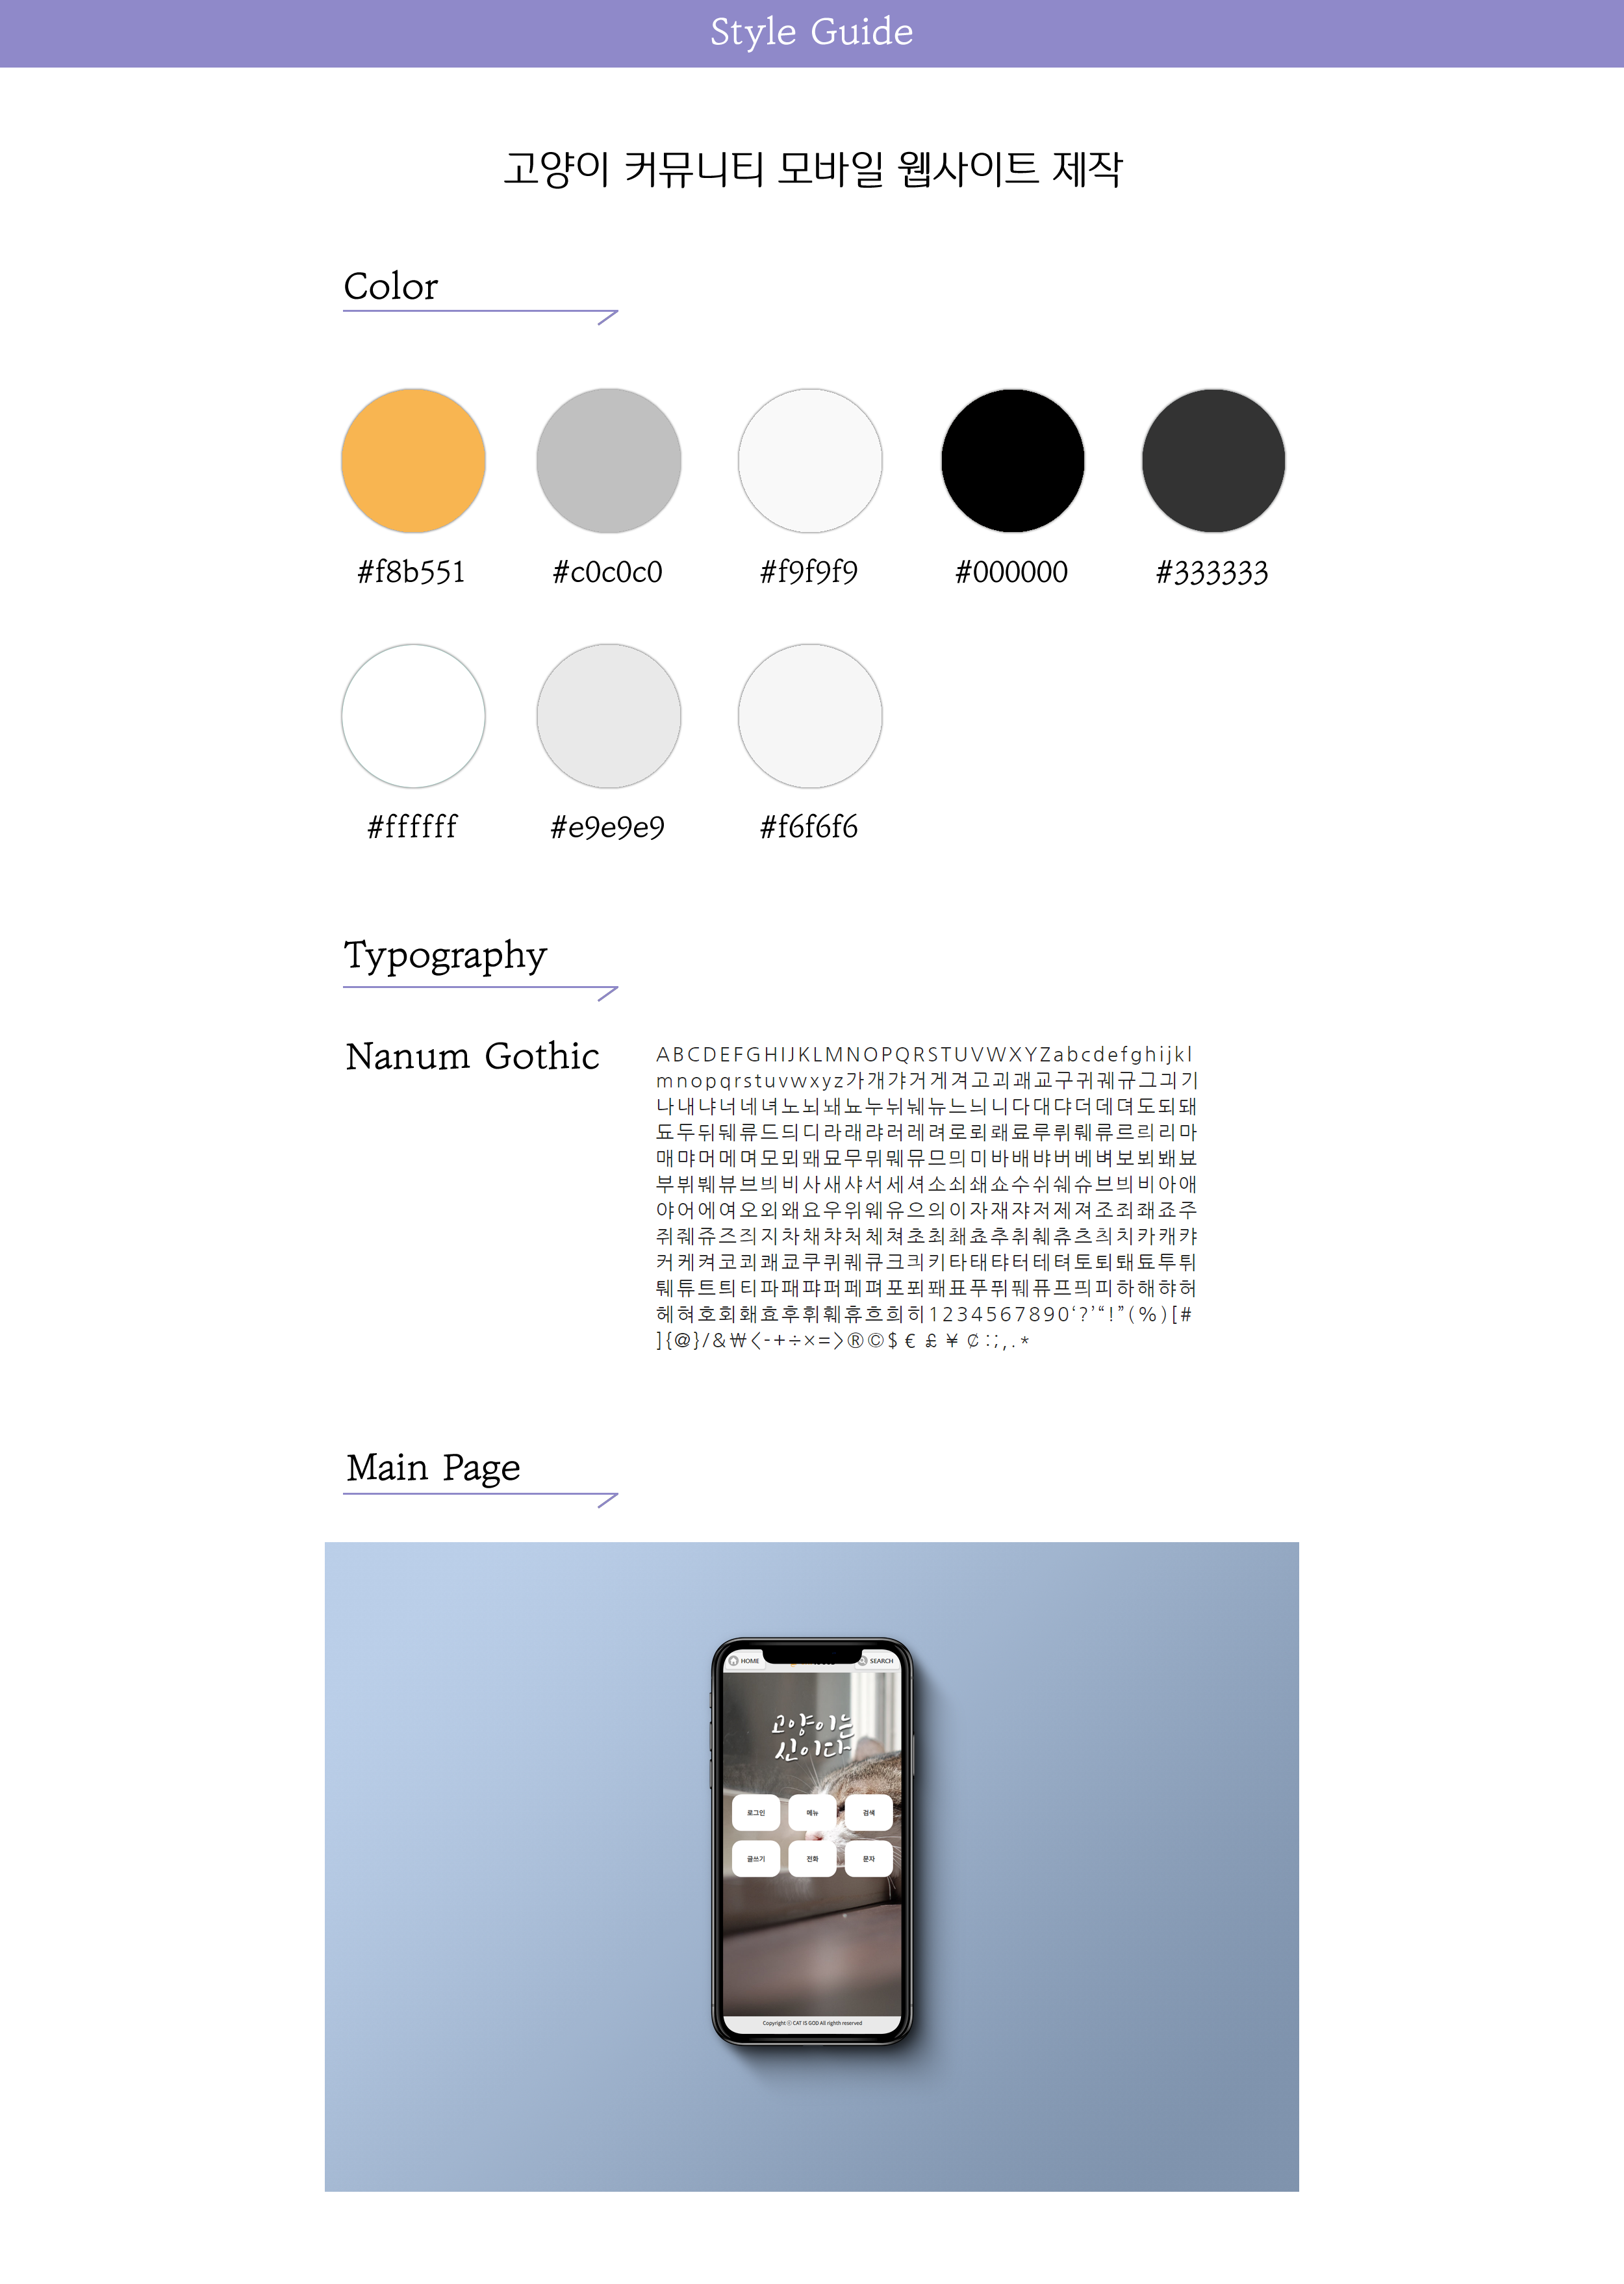 Style Guide
고양이 커뮤니티 모바일 웹사이트 제작
Color
#f8b551 #c0c0c0 #f9f9f9 #000000 #333333
#ffffff #e9e9e9 #f6f6f6
Typography
Nanum Gothic
ABCDEFGHIJKLMNOPQRSTUVWXYZabcdefghijkl
mnopqrstuvwxyz가개갸거게겨고괴괘교구귀궤규그긔기
나내냐너네녀노뇌놰뇨누뉘눼뉴느늬니다대댜더데뎌도되돼
됴두뒤뒈류드듸디라래랴러레려로뢰뢔료루뤼뤠류르릐리마
매먀머메며모뫼뫠묘무뮈뭬뮤므믜미바배뱌버베벼보뵈봬뵤
부뷔붸뷰브븨비사새샤서세셔소쇠쇄쇼수쉬쉐슈브븨비아애
야어에여오외왜요우위웨유으의이자재쟈저제져조죄좨죠주
쥐줴쥬즈즤지차채챠처체쳐초최쵀쵸추취췌츄츠츼치카캐캬
커케켜코쾨쾌쿄쿠퀴퀘큐크킈키타태탸터테텨토퇴퇘툐투튀
퉤튜트틔티파패퍄퍼페펴포푀퐤표푸퓌풰퓨프픠피하해햐허
헤혀호회홰효후휘훼휴흐희히1234567890‘?’“!”(%)[#
]{@}/&₩<-+÷×=>®©$€£¥¢:;,.*
Main Page
HOME SEARCH
고양이는
신이다
로그인 메뉴 검색
글쓰기 전화 문자
Copyright ⓒ CAT IS GOD All righth reserved